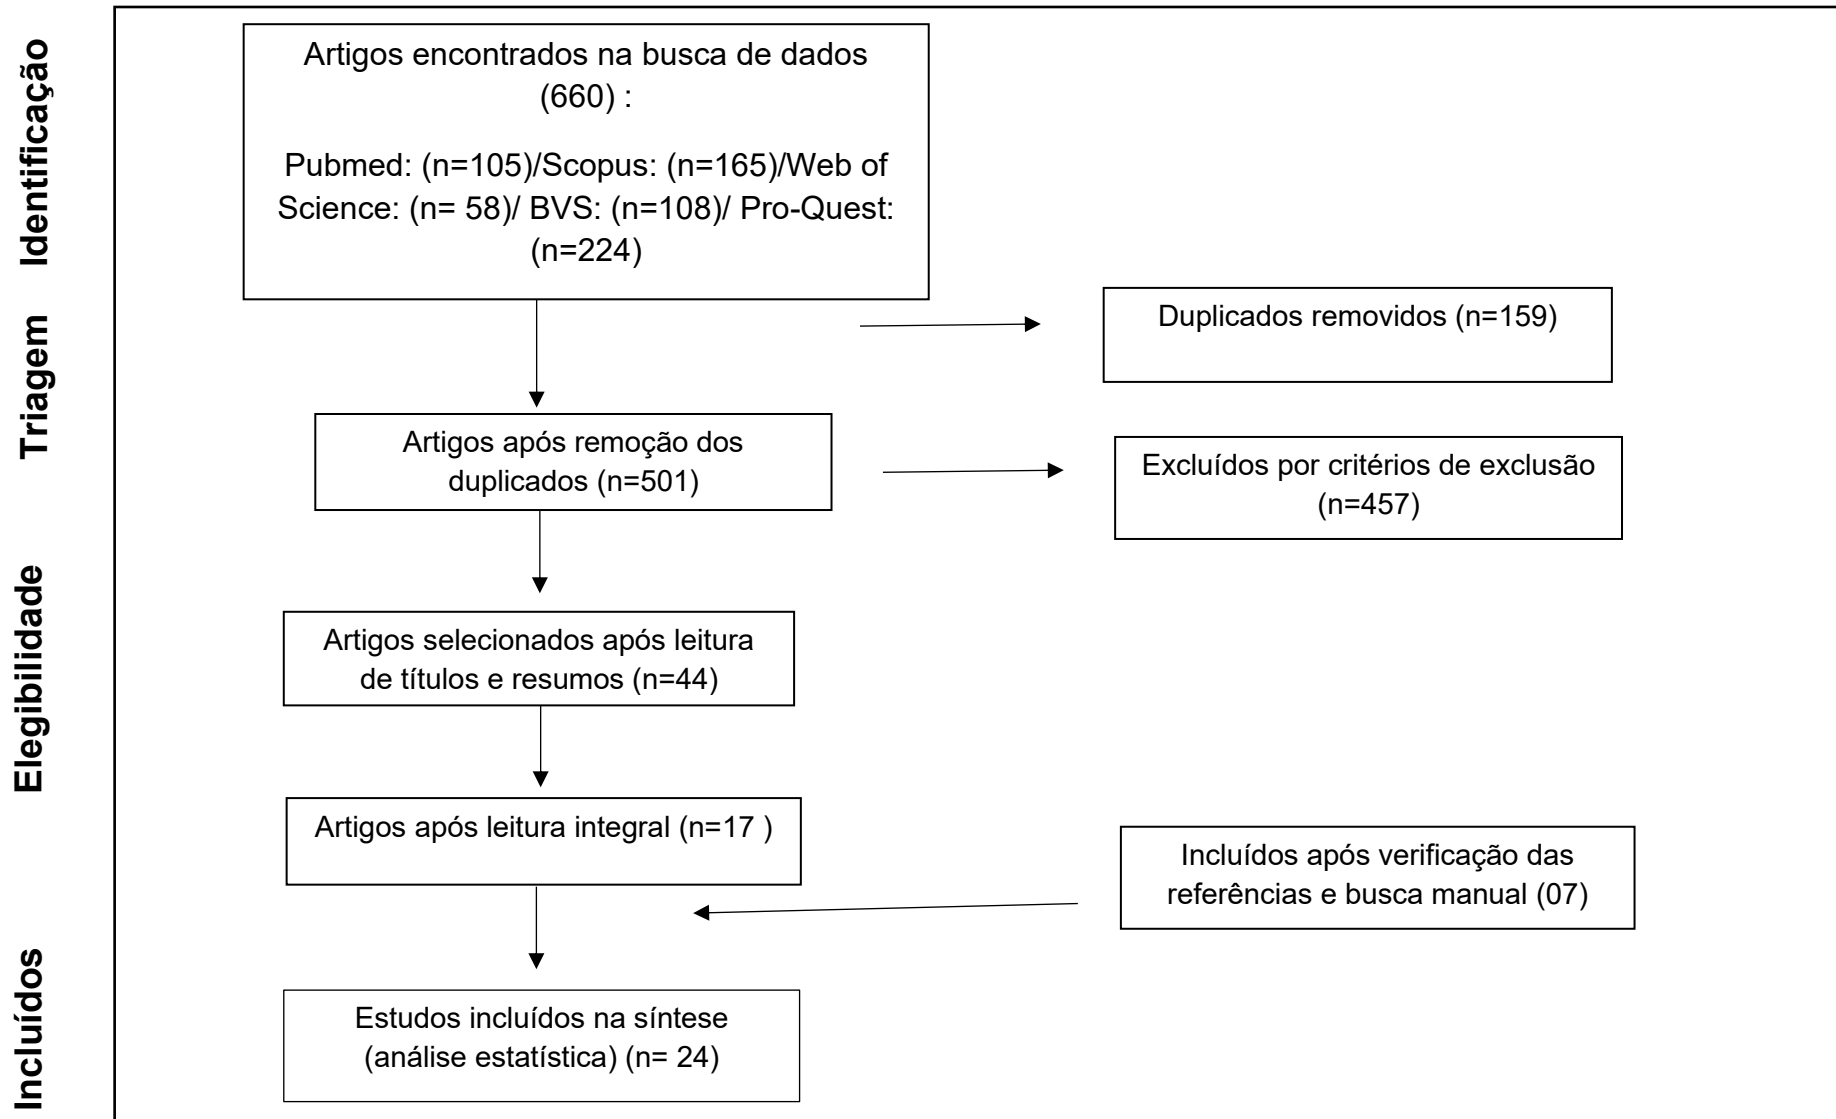 Identificação
Artigos encontrados na busca de dados
(660) :
Pubmed: (n=105)/Scopus: (n=165)/Web of
Science: (n= 58)/ BVS: (n=108)/ Pro-Quest:
(n=224)
Triagem
Duplicados removidos (n=159)
Artigos após remoção dos
duplicados (n=501)
Excluídos por critérios de exclusão
(n=457)
Elegibilidade
Artigos selecionados após leitura
de títulos e resumos (n=44)
Artigos após leitura integral (n=17 )
Incluídos após verificação das
referências e busca manual (07)
Incluídos
Estudos incluídos na síntese
(análise estatística) (n= 24)